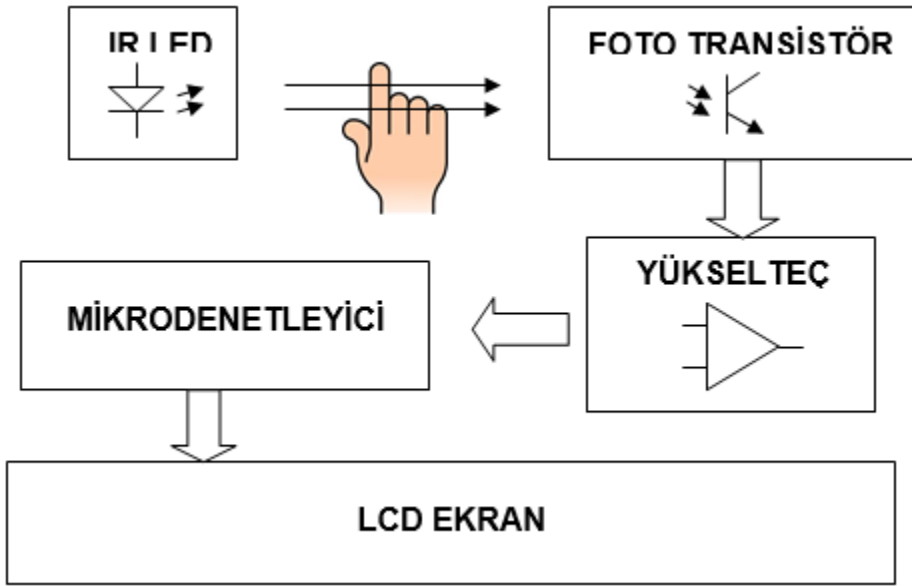 IR LED
FOTO TRANSİSTÖR
YÜKSELTEÇ
MİKRODENETLEYİCİ
LCD EKRAN